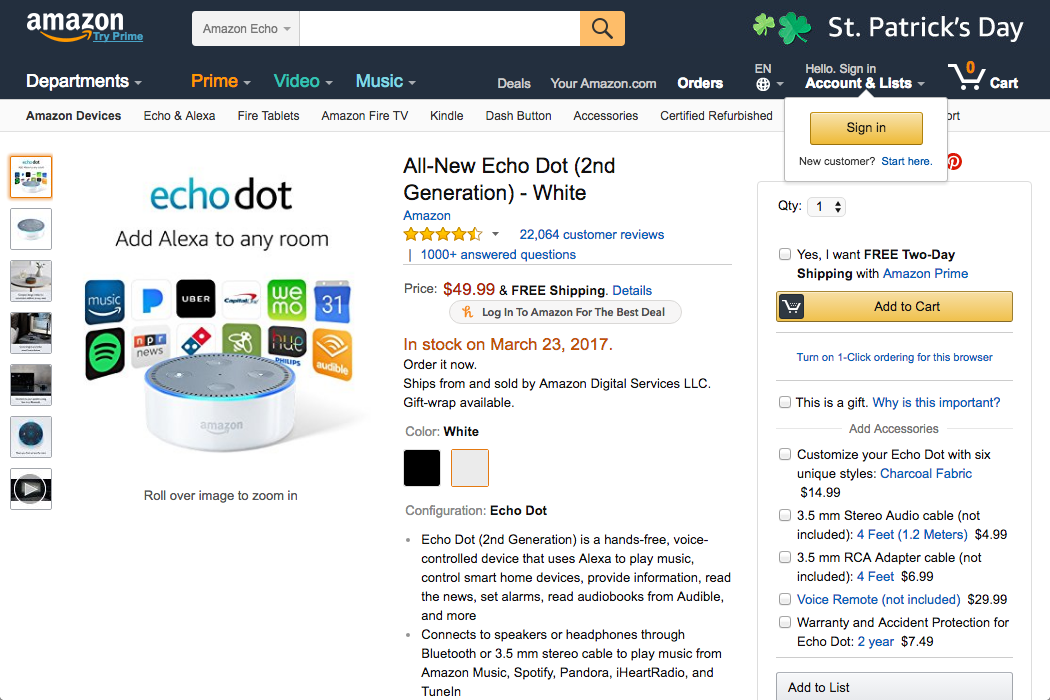 amazon
Try Prime
Amazon Echo
St. Patrick's Day
Departments
Prime
Video
Music
Deals
Your Amazon.com
Orders
EN
Hello. Sign in
Account & Lists
0
Cart
Amazon Devices
Echo & Alexa
Fire Tablets
Amazon Fire TV
Kindle
Dash Button
Accessories
Certified Refurbished
ort
Sign in
New customer? Start here.
echo dot
Add Alexa to any room
music
UBER
Capital One
we
mo
31
npr
news
hue
PHILIPS
audible
amazon
Roll over image to zoom in
All-New Echo Dot (2nd
Generation) - White
Amazon
22,064 customer reviews
| 1000+ answered questions
Price: $49.99 & FREE Shipping. Details
Log In To Amazon For The Best Deal
In stock on March 23, 2017.
Order it now.
Ships from and sold by Amazon Digital Services LLC.
Gift-wrap available.
Color: White
Configuration: Echo Dot
Echo Dot (2nd Generation) is a hands-free, voice-
controlled device that uses Alexa to play music,
control smart home devices, provide information, read
the news, set alarms, read audiobooks from Audible,
and more
Connects to speakers or headphones through
Bluetooth or 3.5 mm stereo cable to play music from
Amazon Music, Spotify, Pandora, iHeartRadio, and
TuneIn
Qty: 1
Yes, I want FREE Two-Day
Shipping with Amazon Prime
Add to Cart
Turn on 1-Click ordering for this browser
This is a gift. Why is this important?
Add Accessories
Customize your Echo Dot with six
unique styles: Charcoal Fabric
$14.99
3.5 mm Stereo Audio cable (not
included): 4 Feet (1.2 Meters) $4.99
3.5 mm RCA Adapter cable (not
included): 4 Feet $6.99
Voice Remote (not included) $29.99
Warranty and Accident Protection for
Echo Dot: 2 year $7.49
Add to List